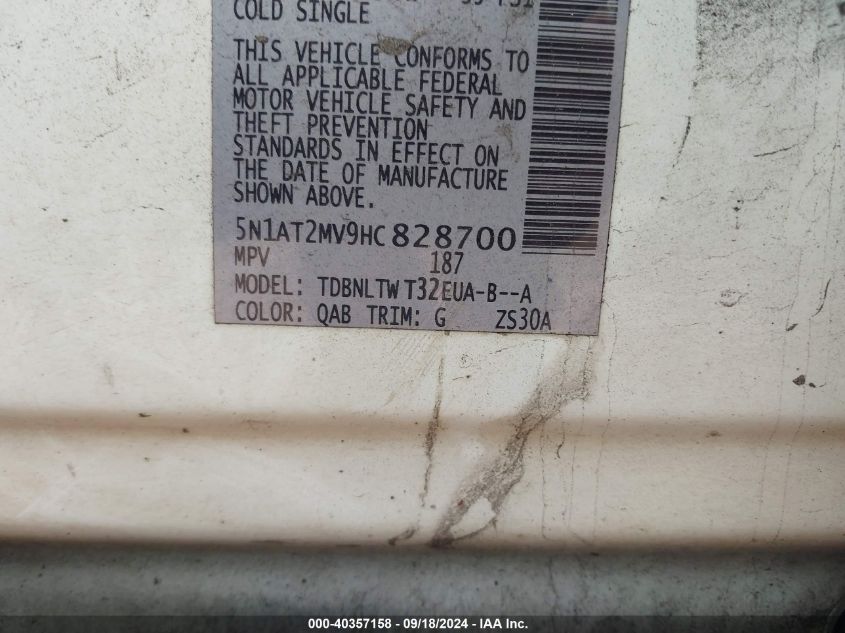 COLD SINGLE
THIS VEHICLE CONFORMS TO
ALL APPLICABLE FEDERAL
MOTOR VEHICLE SAFETY AND
THEFT PREVENTION
STANDARDS IN EFFECT ON
THE DATE OF MANUFACTURE
SHOWN ABOVE.
5N1AT2MV9HC828700
MPV 187
MODEL: TDBNLTW T32EUA-B--A
COLOR: QAB TRIM: G ZS30A
000-40357158 - 09/18/2024 - IAA Inc.